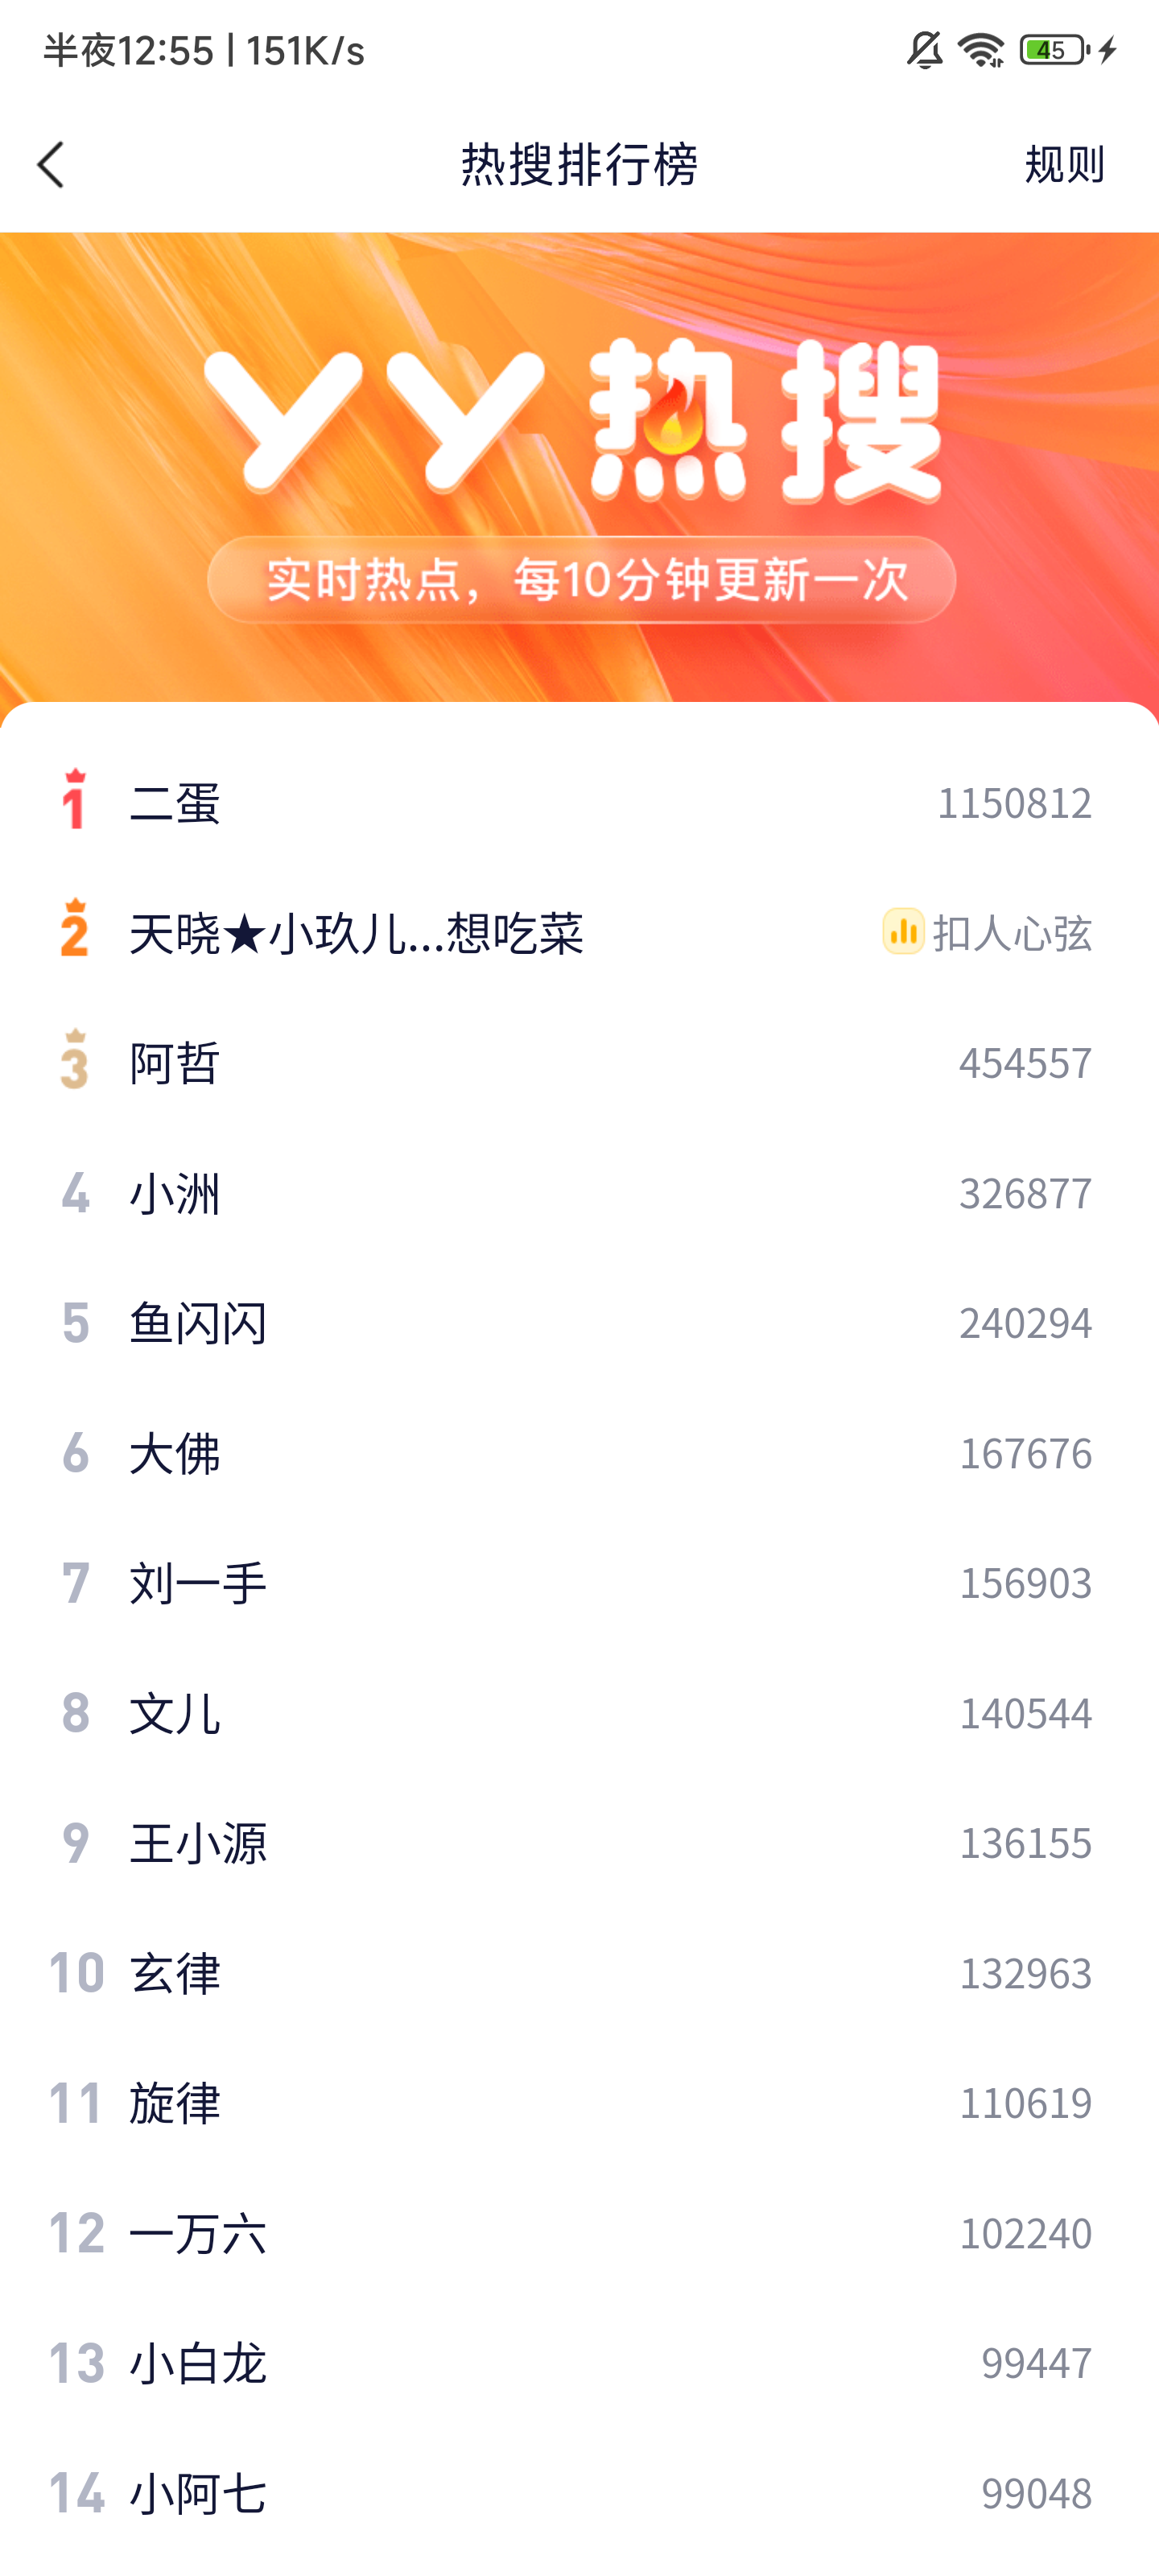 半夜12:55 | 151K/s
45
热搜排行榜
规则
YY 热搜
实时热点，每10分钟更新一次
1 二蛋 1150812
2 天晓★小玖儿...想吃菜 扣人心弦
3 阿哲 454557
4 小洲 326877
5 鱼闪闪 240294
6 大佛 167676
7 刘一手 156903
8 文儿 140544
9 王小源 136155
10 玄律 132963
11 旋律 110619
12 一万六 102240
13 小白龙 99447
14 小阿七 99048